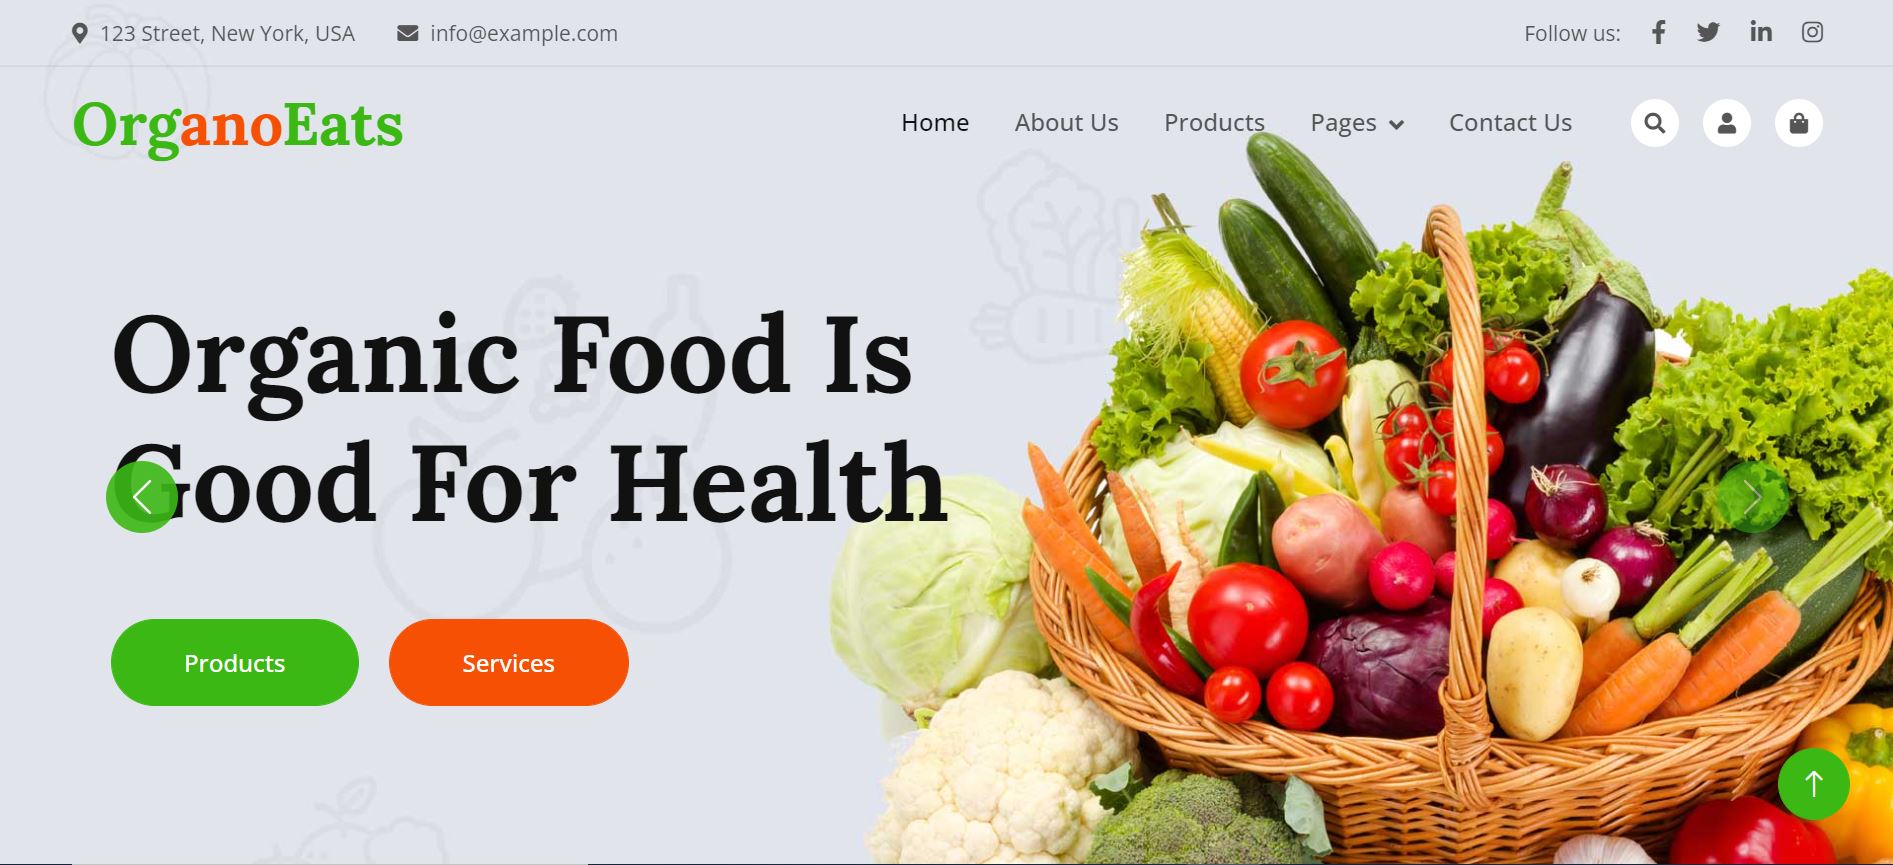 123 Street, New York, USA info@example.com Follow us:
OrganoEats Home About Us Products Pages Contact Us
Organic Food Is
Good For Health
Products Services